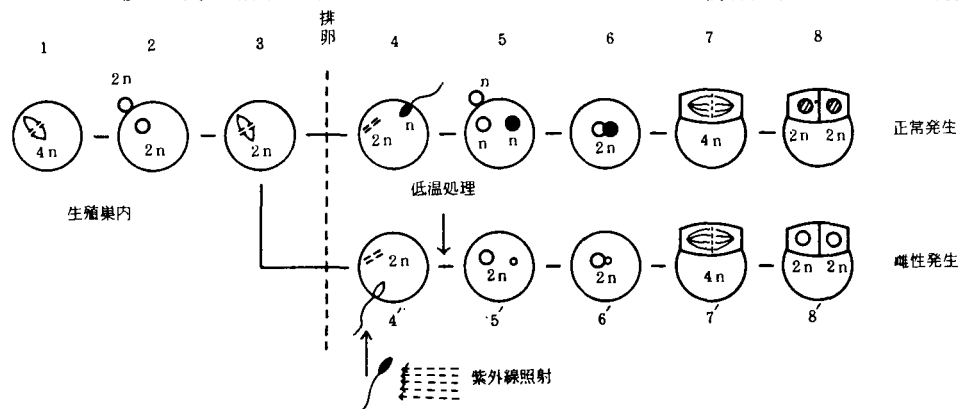 排卵
1 2 3 4 5 6 7 8
2n n
4n 2n 2n 2n n n n 2n 4n 2n 2n 正常発生
生殖巣内
低温処理
2n 2n 4n 2n 2n 雌性発生
4′ 5′ 6′ 7′ 8′
紫外線照射